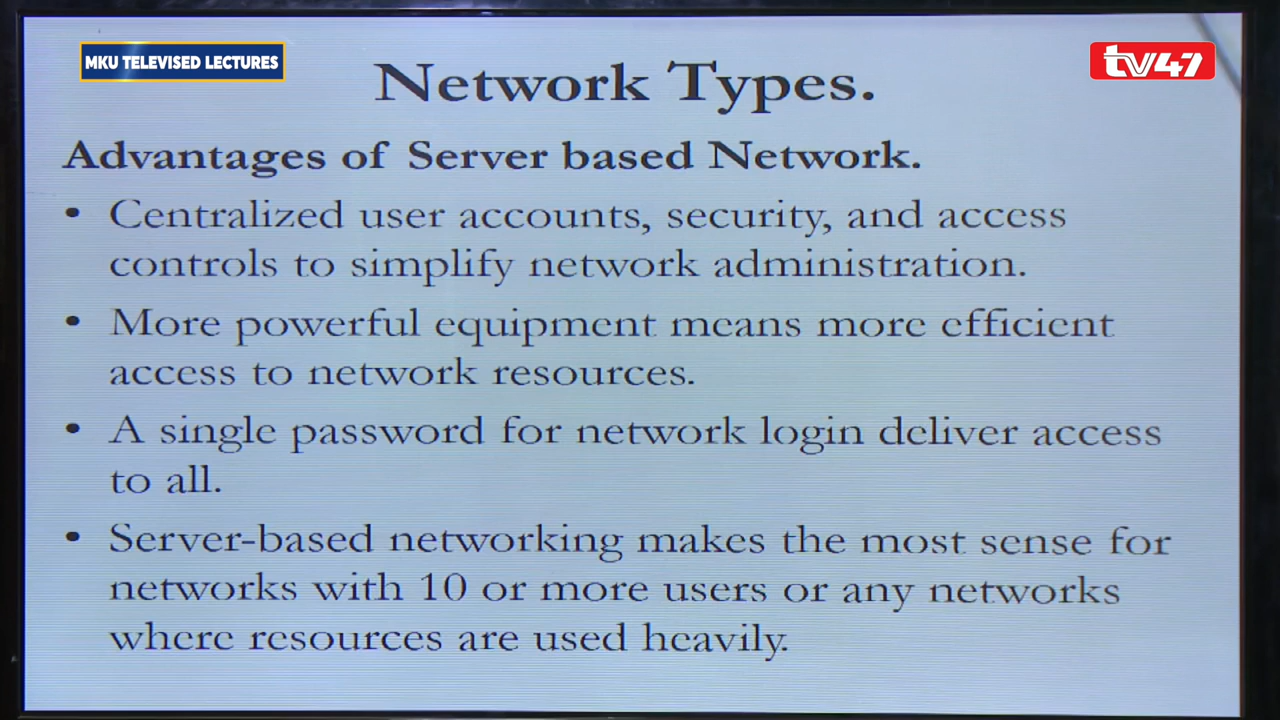 MKU TELEVISED LECTURES
tv47
Network Types.
Advantages of Server based Network.
• Centralized user accounts, security, and access
controls to simplify network administration.
• More powerful equipment means more efficient
access to network resources.
• A single password for network login deliver access
to all.
• Server-based networking makes the most sense for
networks with 10 or more users or any networks
where resources are used heavily.